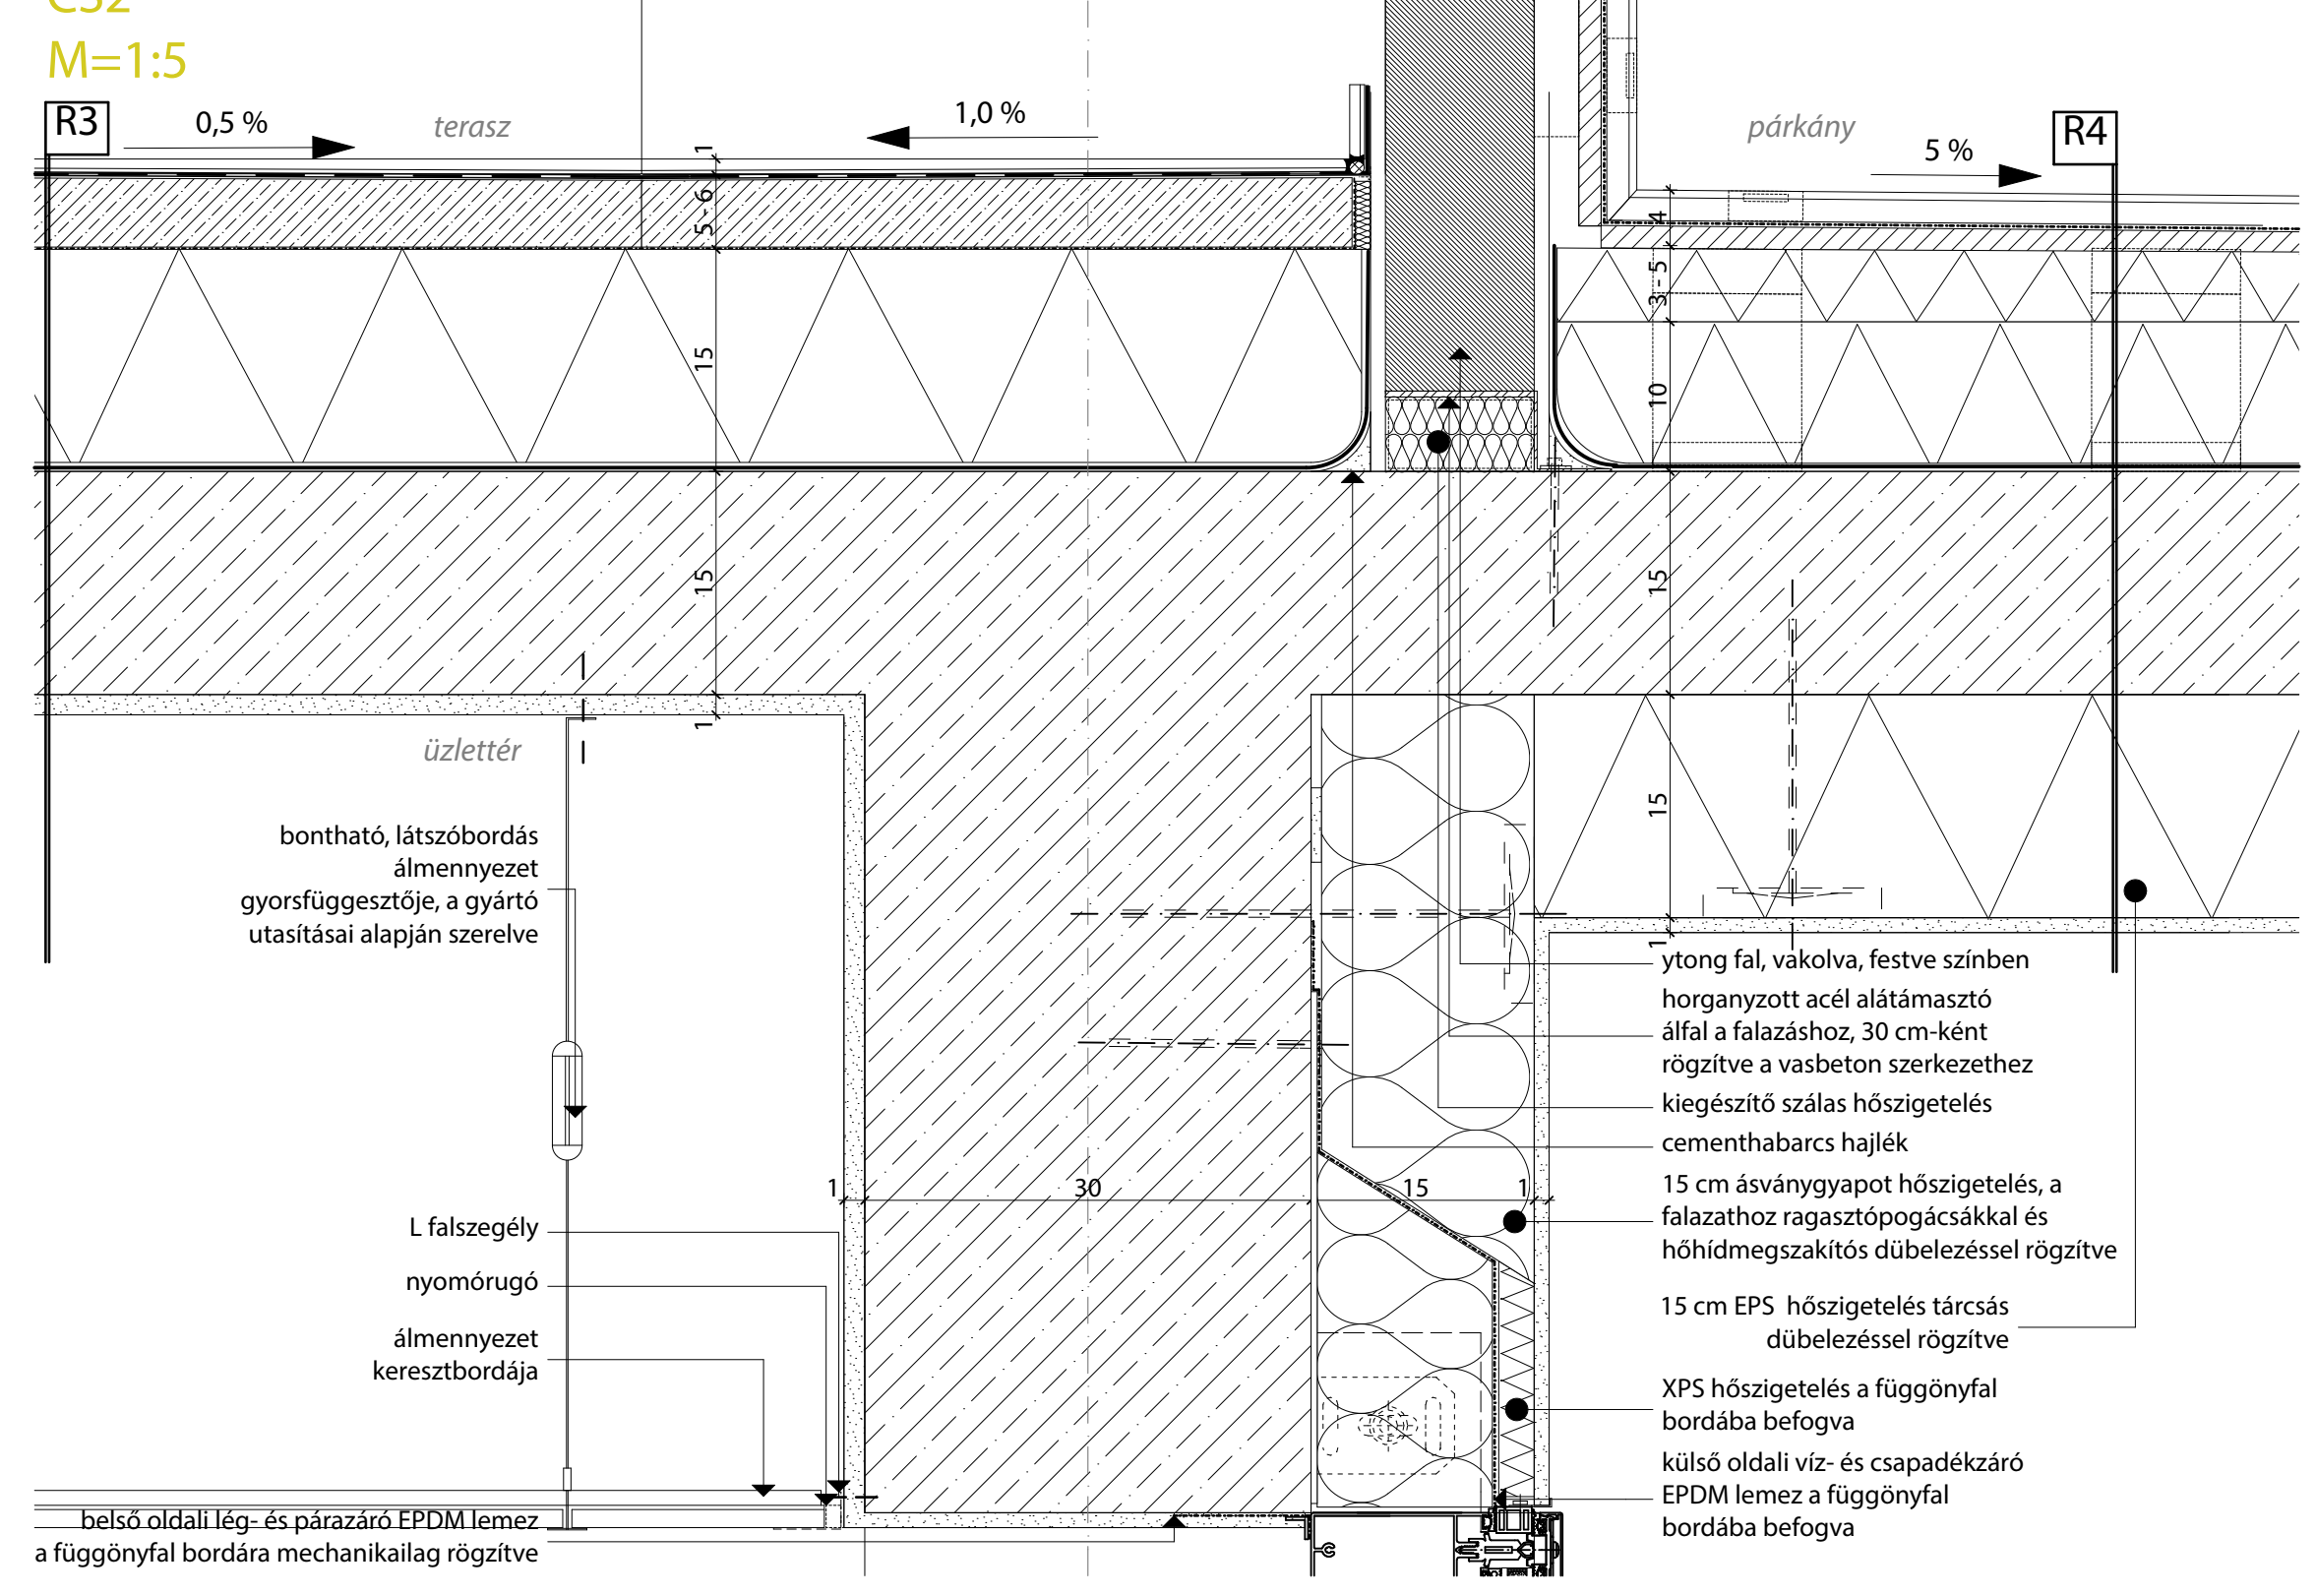 C32
M=1:5
R3
0,5 %
terasz
1,0 %
párkány
5 %
R4
1
5 - 6
15
15
1
4
3 - 5
10
15
15
1
üzlettér
bontható, látszóbordás
álmennyezet
gyorsfüggesztője, a gyártó
utasításai alapján szerelve
L falszegély
nyomórugó
álmennyezet
keresztbordája
belső oldali lég- és párazáró EPDM lemez
a függönyfal bordára mechanikailag rögzítve
1
30
15
1
ytong fal, vakolva, festve színben
horganyzott acél alátámasztó
álfal a falazáshoz, 30 cm-ként
rögzítve a vasbeton szerkezethez
kiegészítő szálas hőszigetelés
cementhabarcs hajlék
15 cm ásványgyapot hőszigetelés, a
falazathoz ragasztópogácsákkal és
hőhídmegszakítós dübelezéssel rögzítve
15 cm EPS hőszigetelés tárcsás
dübelezéssel rögzítve
XPS hőszigetelés a függönyfal
bordába befogva
külső oldali víz- és csapadékzáró
EPDM lemez a függönyfal
bordába befogva